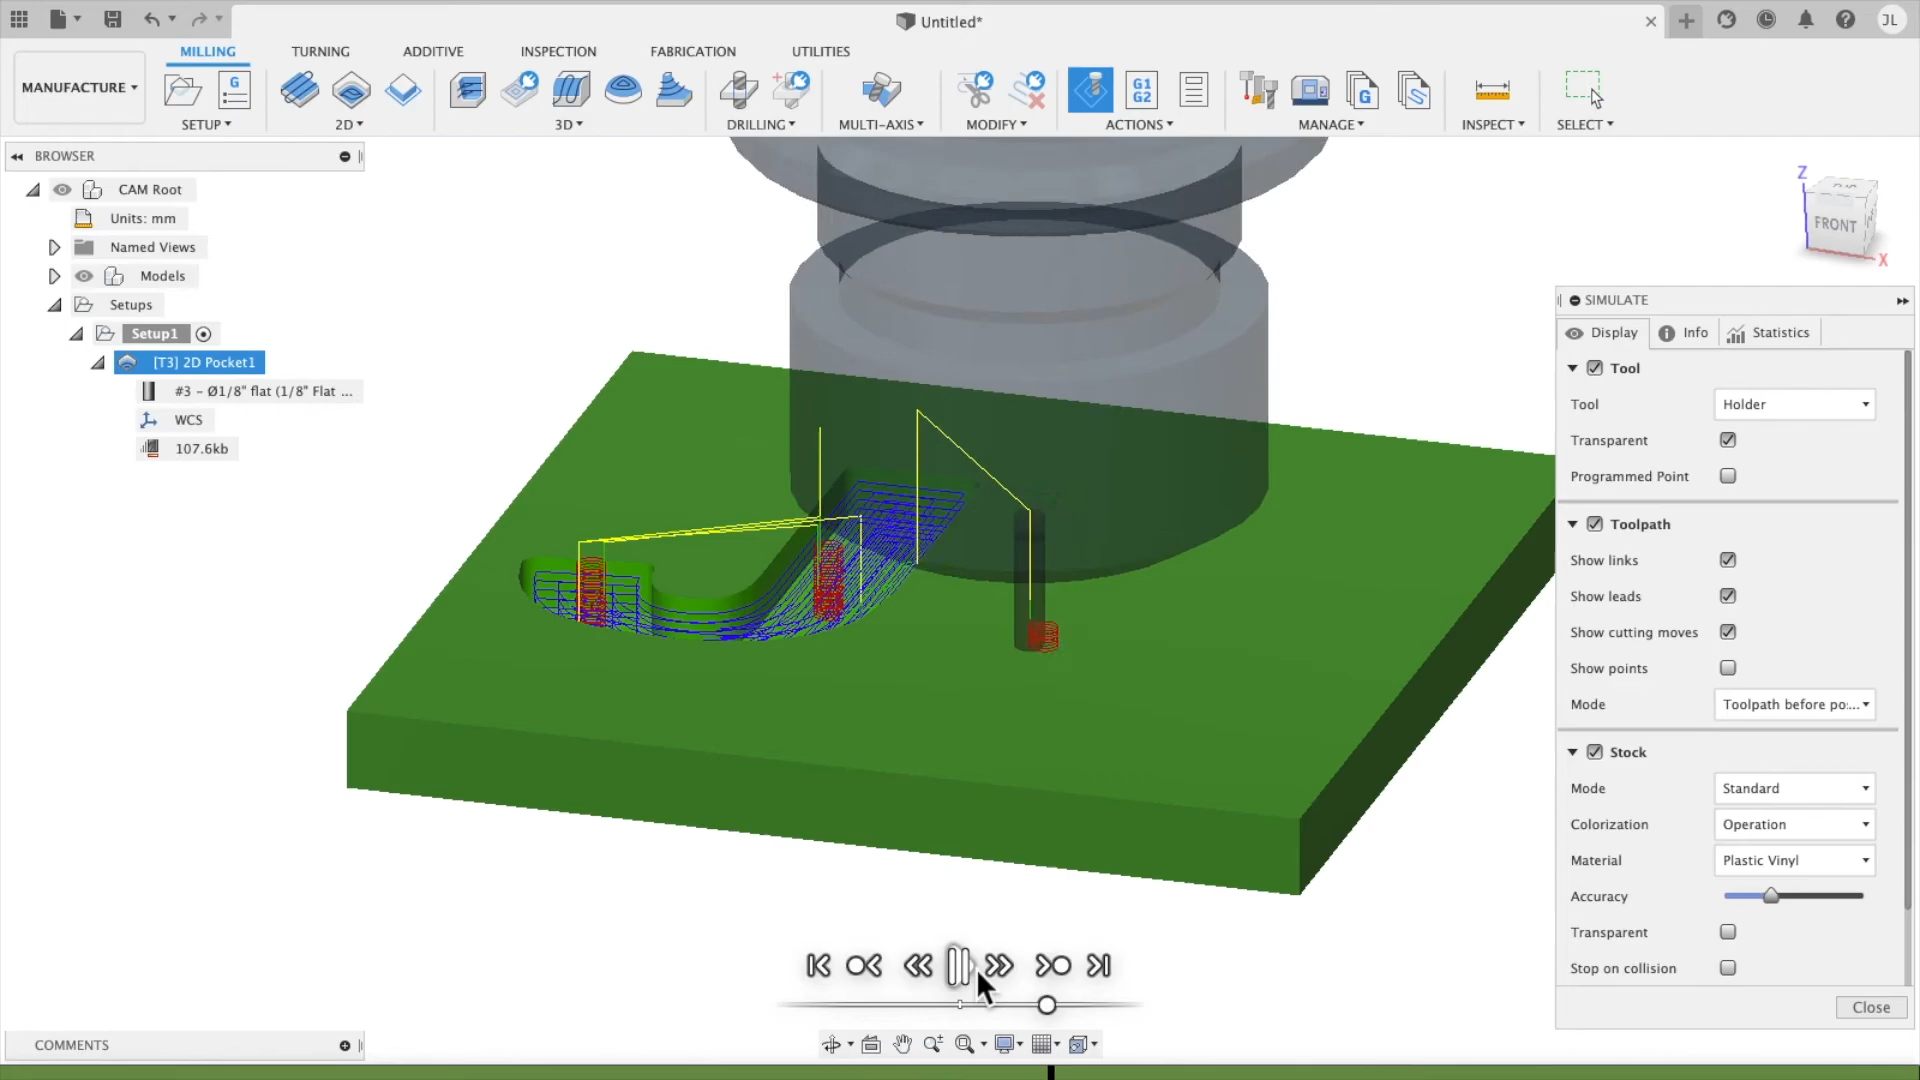 Untitled*
JL
MANUFACTURE
MILLING
TURNING
ADDITIVE
INSPECTION
FABRICATION
UTILITIES
G
G1
G2
G
SETUP
2D
3D
DRILLING
MULTI-AXIS
MODIFY
ACTIONS
MANAGE
INSPECT
SELECT
BROWSER
CAM Root
Units: mm
Named Views
Models
Setups
Setup1
[T3] 2D Pocket1
#3 - Ø1/8" flat (1/8" Flat ...
WCS
107.6kb
Z
FRONT
X
SIMULATE
Display
Info
Statistics
Tool
Tool
Holder
Transparent
Programmed Point
Toolpath
Show links
Show leads
Show cutting moves
Show points
Mode
Toolpath before po:...
Stock
Mode
Standard
Colorization
Operation
Material
Plastic Vinyl
Accuracy
Transparent
Stop on collision
Close
COMMENTS